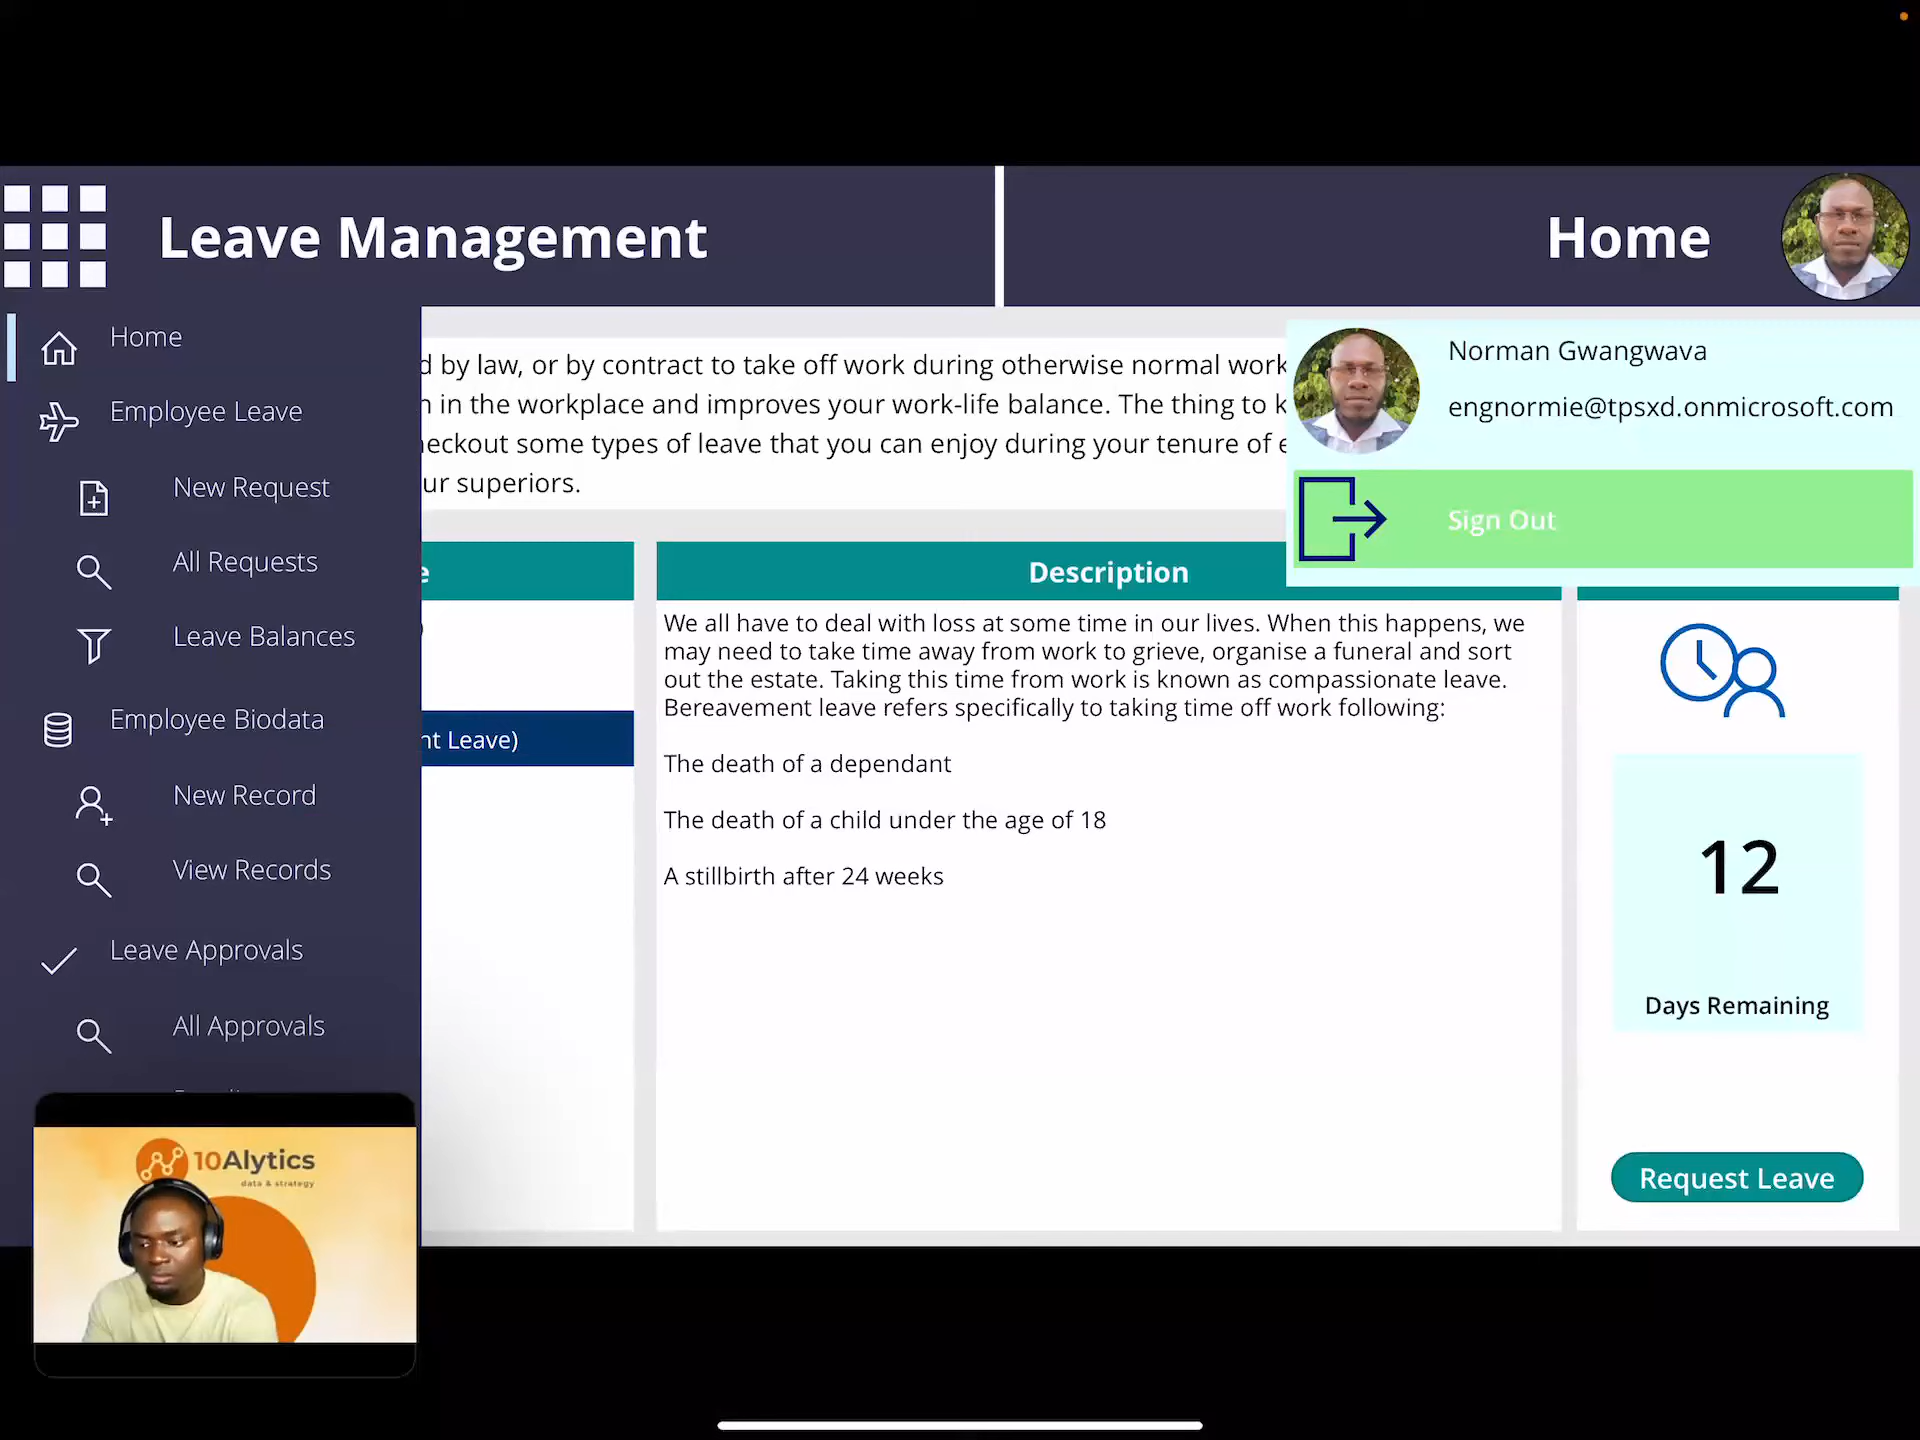 Leave Management
Home
Home
Employee Leave
New Request
All Requests
Leave Balances
Employee Biodata
New Record
View Records
Leave Approvals
All Approvals
d by law, or by contract to take off work during otherwise normal work
in the workplace and improves your work-life balance. The thing to k
heckout some types of leave that you can enjoy during your tenure of e
ur superiors.
Norman Gwangwava
engnormie@tpsxd.onmicrosoft.com
Sign Out
e
)
nt Leave)
Description
We all have to deal with loss at some time in our lives. When this happens, we
may need to take time away from work to grieve, organise a funeral and sort
out the estate. Taking this time from work is known as compassionate leave.
Bereavement leave refers specifically to taking time off work following:
The death of a dependant
The death of a child under the age of 18
A stillbirth after 24 weeks
12
Days Remaining
Request Leave
10Alytics
data & strategy